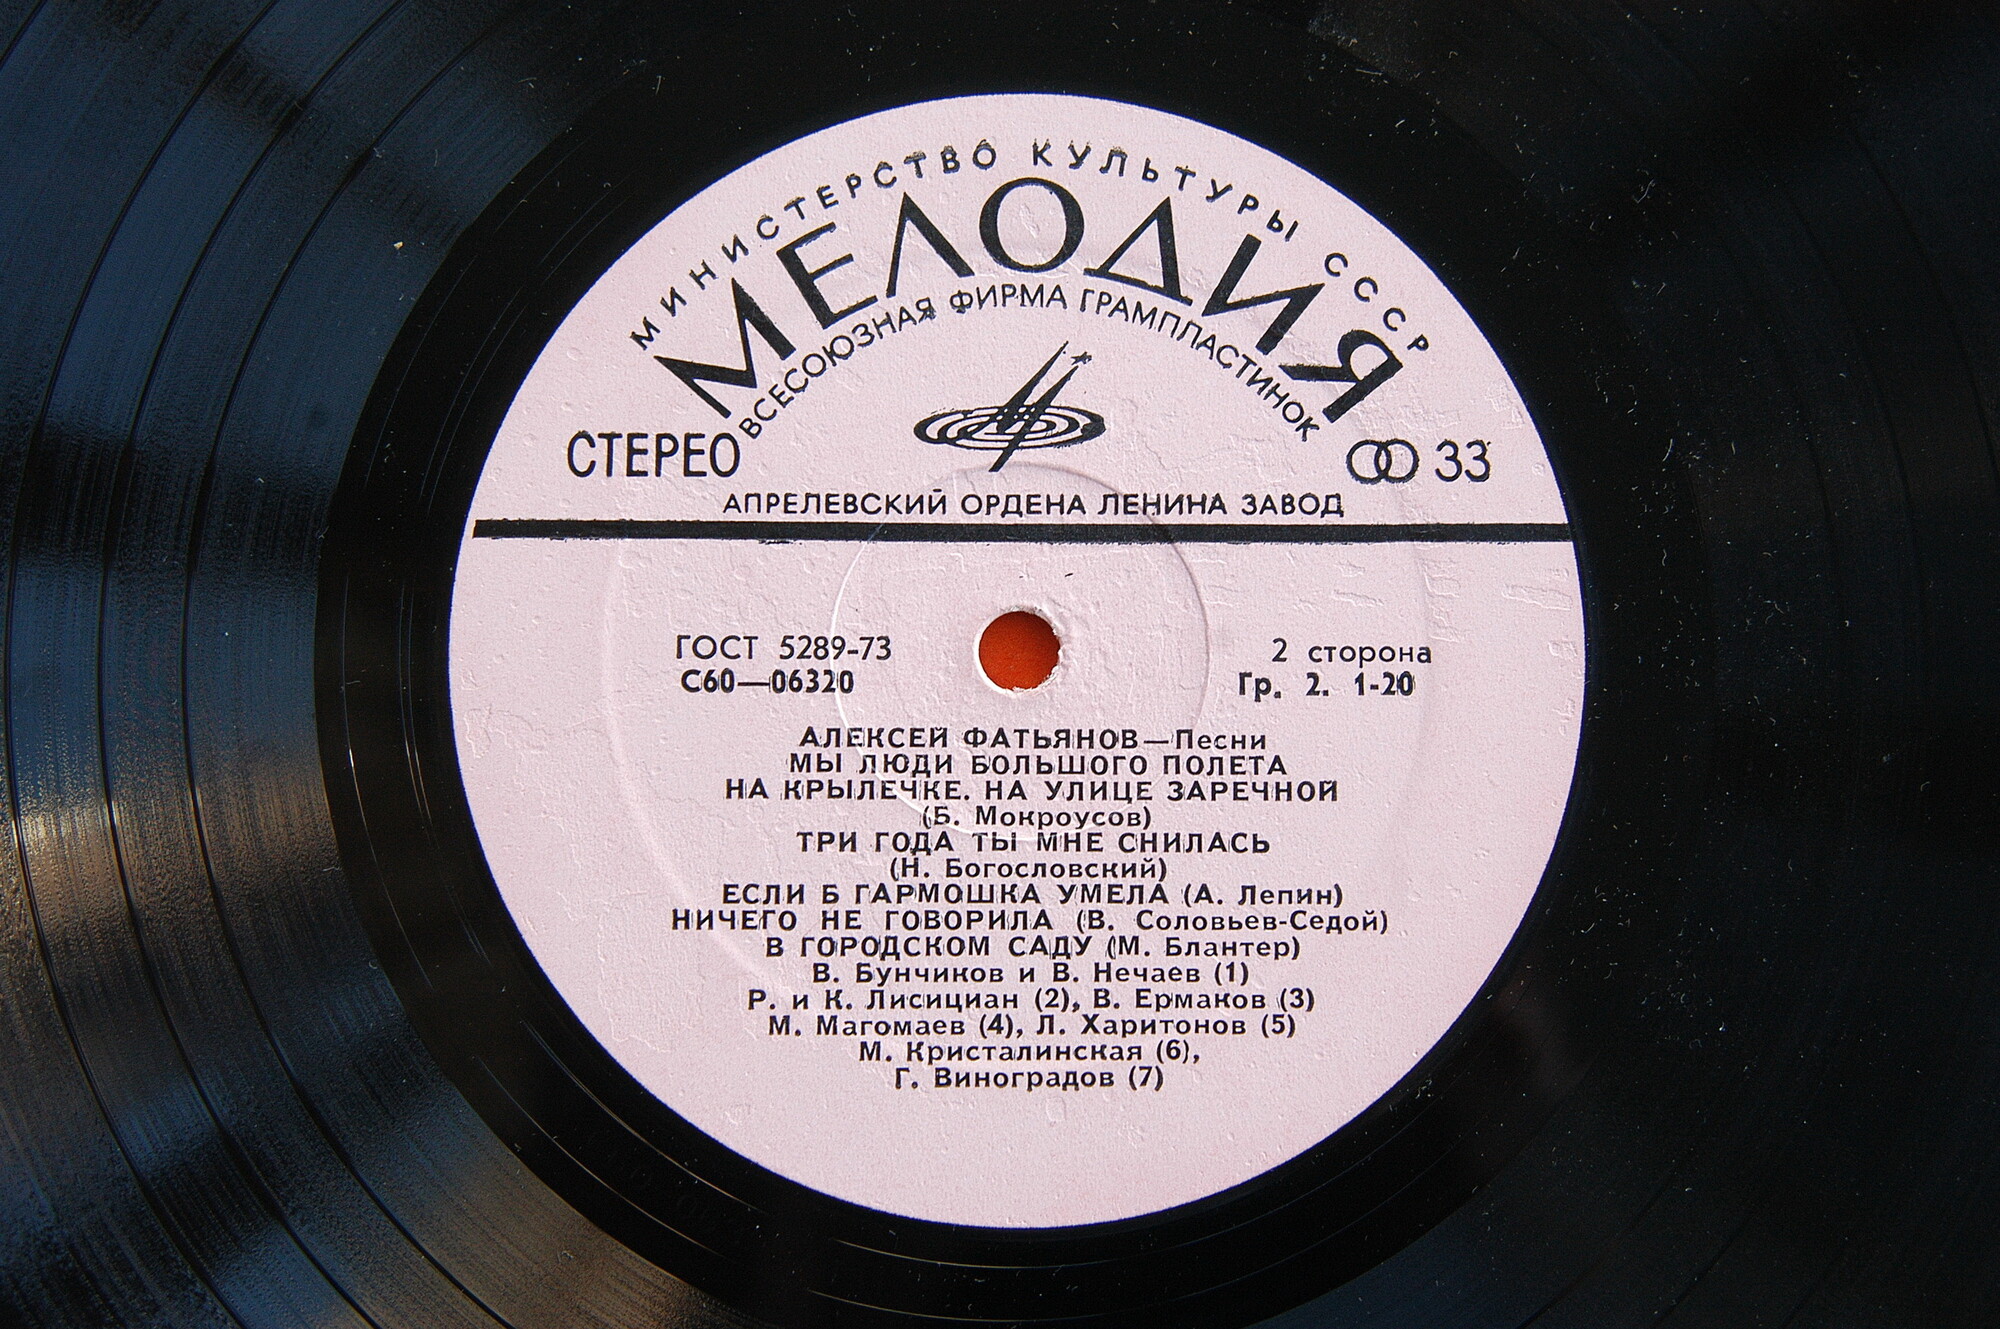 МИНИСТЕРСТВО КУЛЬТУРЫ СССР
МЕЛОДИЯ
ВСЕСОЮЗНАЯ ФИРМА ГРАМПЛАСТИНОК
СТЕРЕО
33
АПРЕЛЕВСКИЙ ОРДЕНА ЛЕНИНА ЗАВОД
ГОСТ 5289-73
2 сторона
С60—06320
Гр. 2. 1-20
АЛЕКСЕЙ ФАТЬЯНОВ—Песни
МЫ ЛЮДИ БОЛЬШОГО ПОЛЕТА
НА КРЫЛЕЧКЕ. НА УЛИЦЕ ЗАРЕЧНОЙ
(Б. Мокроусов)
ТРИ ГОДА ТЫ МНЕ СНИЛАСЬ
(Н. Богословский)
ЕСЛИ Б ГАРМОШКА УМЕЛА (А. Лепин)
НИЧЕГО НЕ ГОВОРИЛА (В. Соловьев-Седой)
В ГОРОДСКОМ САДУ (М. Блантер)
В. Бунчиков и В. Нечаев (1)
Р. и К. Лисициан (2), В. Ермаков (3)
М. Магомаев (4), Л. Харитонов (5)
М. Кристалинская (6),
Г. Виноградов (7)